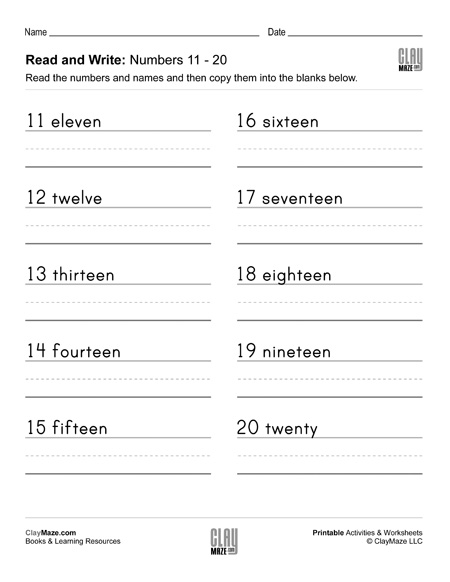 Name Date
Read and Write: Numbers 11 - 20
CLAY
MAZE.com
Read the numbers and names and then copy them into the blanks below.
11 eleven
12 twelve
13 thirteen
14 fourteen
15 fifteen
16 sixteen
17 seventeen
18 eighteen
19 nineteen
20 twenty
ClayMaze.com
Books & Learning Resources
CLAY
MAZE.com
Printable Activities & Worksheets
© ClayMaze LLC